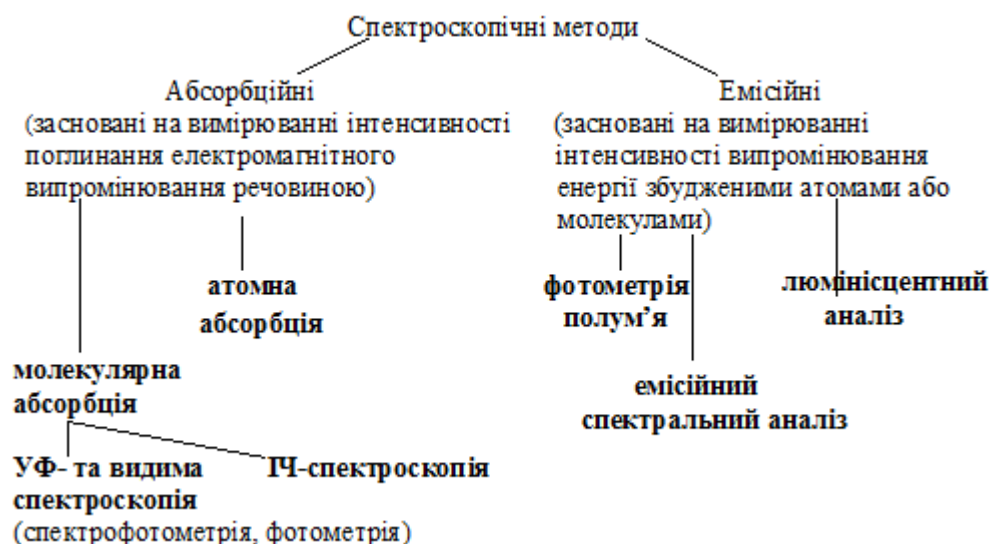 Спектроскопічні методи
Абсорбційні
(засновані на вимірюванні інтенсивності
поглинання електромагнітного
випромінювання речовиною)
Емісійні
(засновані на вимірюванні
інтенсивності випромінювання
енергії збудженими атомами або
молекулами)
атомна
абсорбція
фотометрія
полум’я
люмінісцентний
аналіз
молекулярна
абсорбція
емісійний
спектральний аналіз
УФ- та видима
спектроскопія
(спектрофотометрія, фотометрія)
ІЧ-спектроскопія